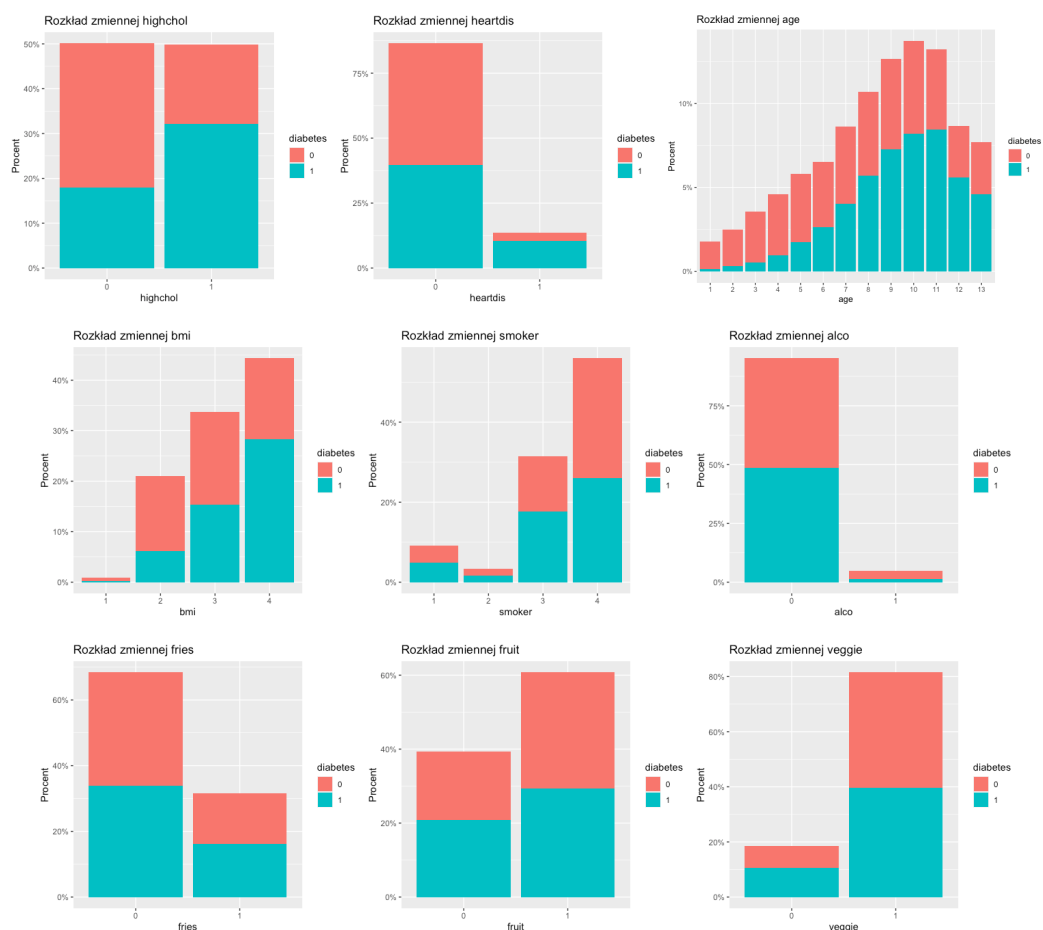 Rozkład zmiennej highchol
50%
40%
30%
20%
10%
0%
Procent
0 1
highchol
diabetes
0
1
Rozkład zmiennej heartdis
75%
50%
25%
0%
Procent
0 1
heartdis
diabetes
0
1
Rozkład zmiennej age
10%
5%
0%
Procent
1 2 3 4 5 6 7 8 9 10 11 12 13
age
diabetes
0
1
Rozkład zmiennej bmi
40%
30%
20%
10%
0%
Procent
1 2 3 4
bmi
diabetes
0
1
Rozkład zmiennej smoker
40%
20%
0%
Procent
1 2 3 4
smoker
diabetes
0
1
Rozkład zmiennej alco
75%
50%
25%
0%
Procent
0 1
alco
diabetes
0
1
Rozkład zmiennej fries
60%
40%
20%
0%
Procent
0 1
fries
diabetes
0
1
Rozkład zmiennej fruit
60%
40%
20%
0%
Procent
0 1
fruit
diabetes
0
1
Rozkład zmiennej veggie
80%
60%
40%
20%
0%
Procent
0 1
veggie
diabetes
0
1